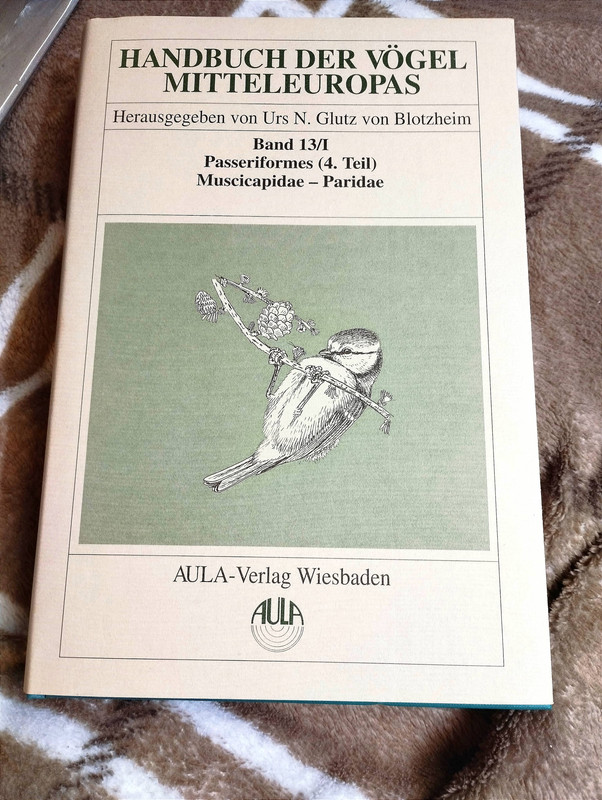 HANDBUCH DER VÖGEL
MITTELEUROPAS
Herausgegeben von Urs N. Glutz von Blotzheim
Band 13/I
Passeriformes (4. Teil)
Muscicapidae – Paridae
AULA-Verlag Wiesbaden
AULA